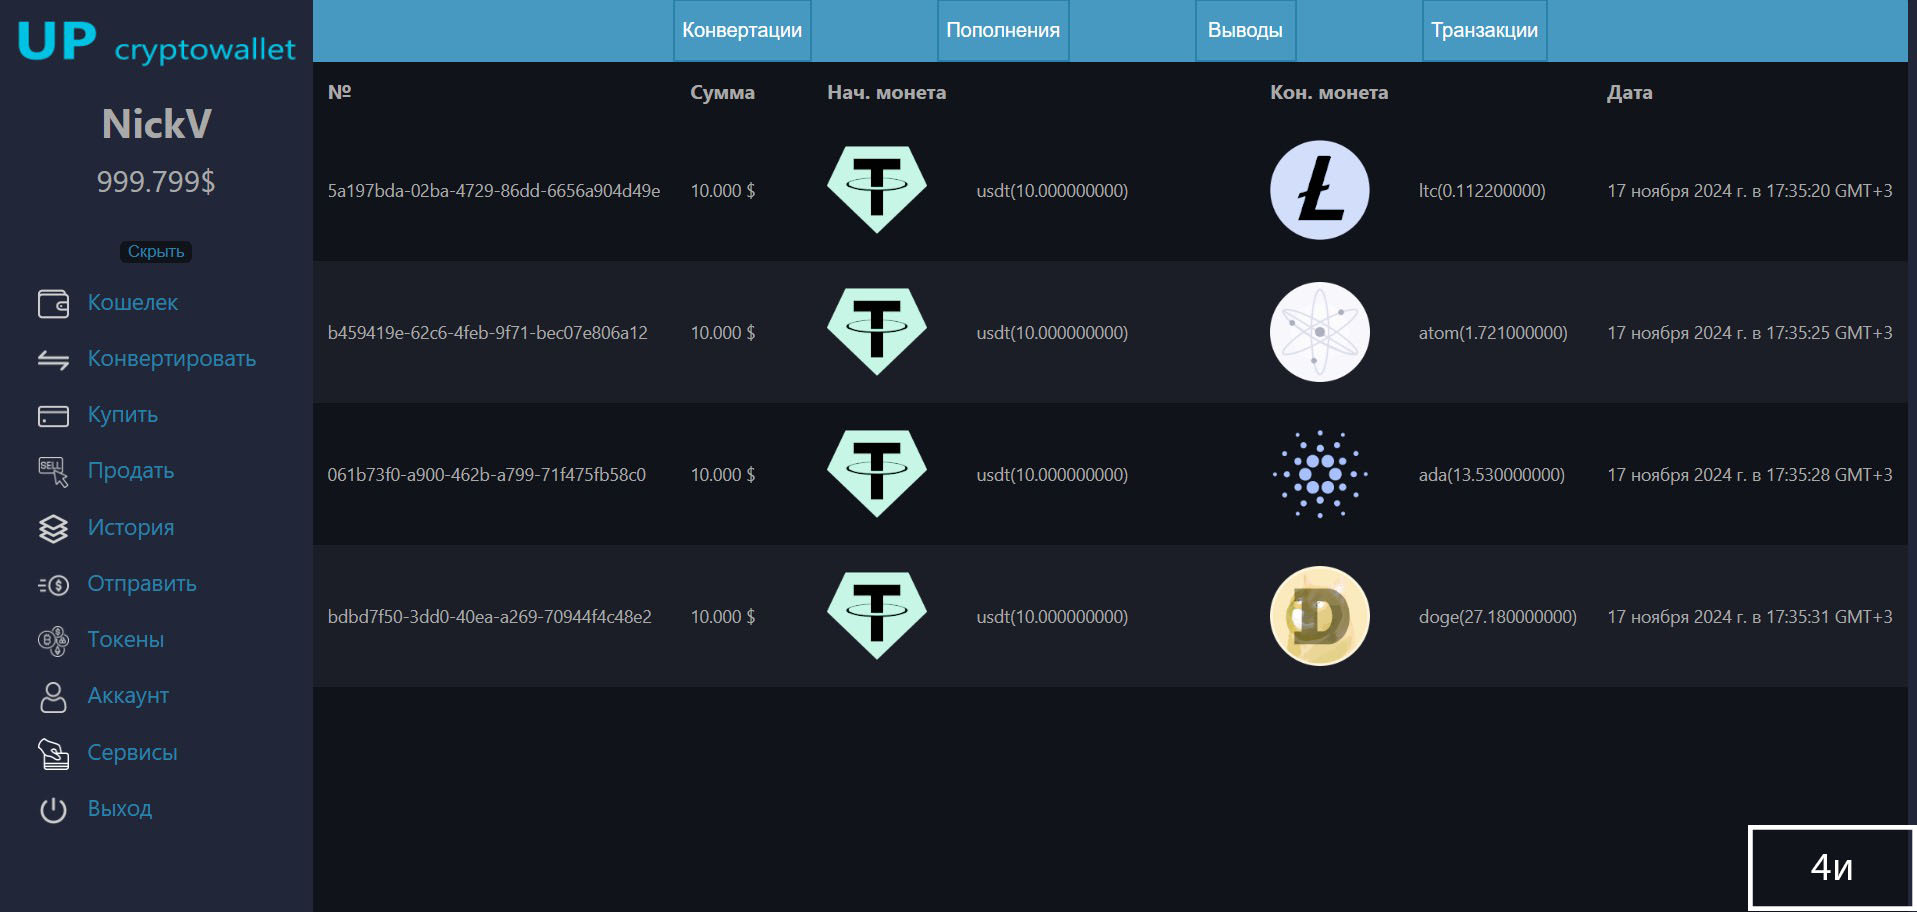 UP cryptowallet
NickV
999.799$
Скрыть
Кошелек
Конвертировать
Купить
SELL Продать
История
Отправить
Токены
Аккаунт
Сервисы
Выход
Конвертации Пополнения Выводы Транзакции
№ Сумма Нач. монета Кон. монета Дата
5a197bda-02ba-4729-86dd-6656a904d49e 10.000 $ usdt(10.000000000) ltc(0.112200000) 17 ноября 2024 г. в 17:35:20 GMT+3
b459419e-62c6-4feb-9f71-bec07e806a12 10.000 $ usdt(10.000000000) atom(1.721000000) 17 ноября 2024 г. в 17:35:25 GMT+3
061b73f0-a900-462b-a799-71f475fb58c0 10.000 $ usdt(10.000000000) ada(13.530000000) 17 ноября 2024 г. в 17:35:28 GMT+3
bdbd7f50-3dd0-40ea-a269-70944f4c48e2 10.000 $ usdt(10.000000000) doge(27.180000000) 17 ноября 2024 г. в 17:35:31 GMT+3
4и